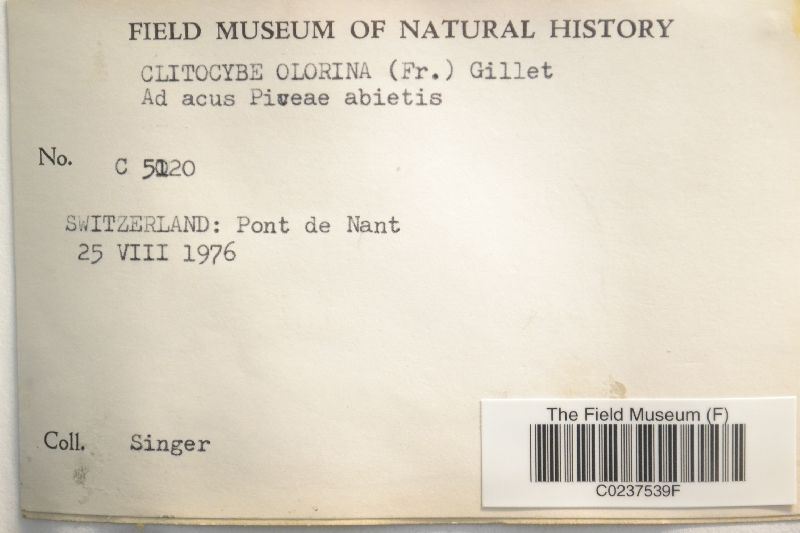 FIELD MUSEUM OF NATURAL HISTORY
CLITOCYBE OLORINA (Fr.) Gillet
Ad acus Piceae abietis
No. C 5120
SWITZERLAND: Pont de Nant
25 VIII 1976
Coll. Singer
The Field Museum (F)
C0237539F